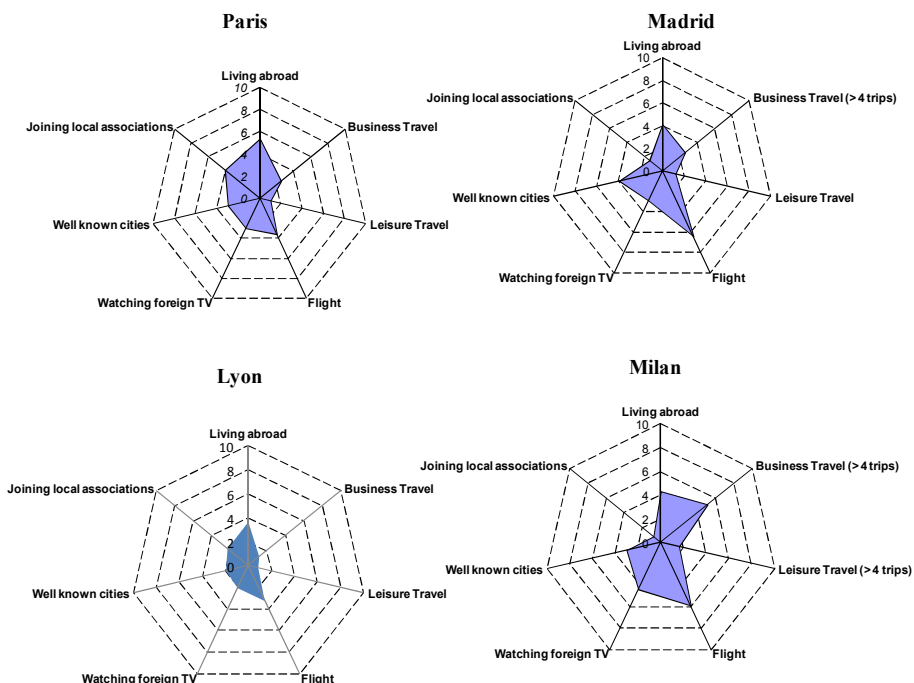 Paris
Living abroad
10
8
6
4
2
0
Joining local associations
Business Travel
Well known cities
Leisure Travel
Watching foreign TV
Flight
Madrid
Living abroad
10
8
6
4
2
0
Joining local associations
Business Travel (> 4 trips)
Well known cities
Leisure Travel
Watching foreign TV
Flight
Lyon
Living abroad
10
8
6
4
2
0
Joining local associations
Business Travel
Well known cities
Leisure Travel
Watching foreign TV
Flight
Milan
Living abroad
10
8
6
4
2
0
Joining local associations
Business Travel (> 4 trips)
Well known cities
Leisure Travel (> 4 trips)
Watching foreign TV
Flight